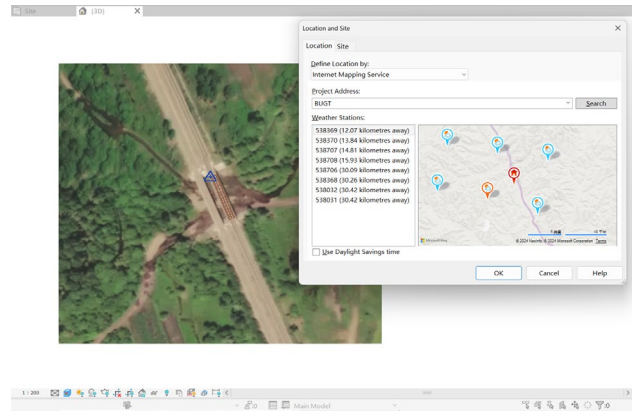 Site
(3D)
Location and Site
Location Site
Define Location by:
Internet Mapping Service
Project Address:
BUGT
Search
Weather Stations:
538369 (12.07 kilometres away)
538370 (13.84 kilometres away)
538707 (14.81 kilometres away)
538708 (15.93 kilometres away)
538706 (30.09 kilometres away)
538368 (30.26 kilometres away)
538032 (30.42 kilometres away)
538031 (30.42 kilometres away)
© 2024 Microsoft Corporation Terms
Use Daylight Savings time
OK Cancel Help
1 : 200
:0 Main Model :0